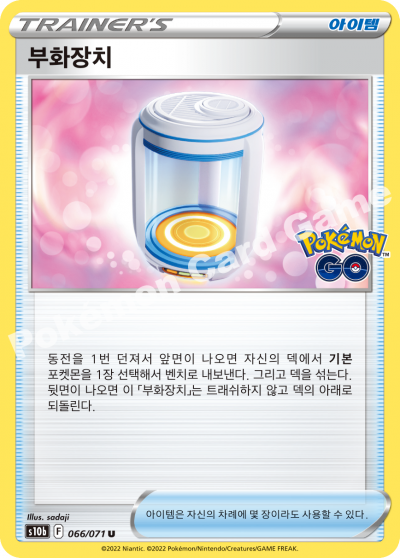 TRAINER'S 아이템
부화장치
Pokémon
GO
Pokémon Card Game
동전을 1번 던져서 앞면이 나오면 자신의 덱에서 기본
포켓몬을 1장 선택해서 벤치로 내보낸다. 그리고 덱을 섞는다.
뒷면이 나오면 이 「부화장치」는 트래쉬하지 않고 덱의 아래로
되돌린다.
Illus. sadaji
s10b F 066/071 U
아이템은 자신의 차례에 몇 장이라도 사용할 수 있다.
©2022 Niantic. ©2022 Pokémon/Nintendo/Creatures/GAME FREAK.